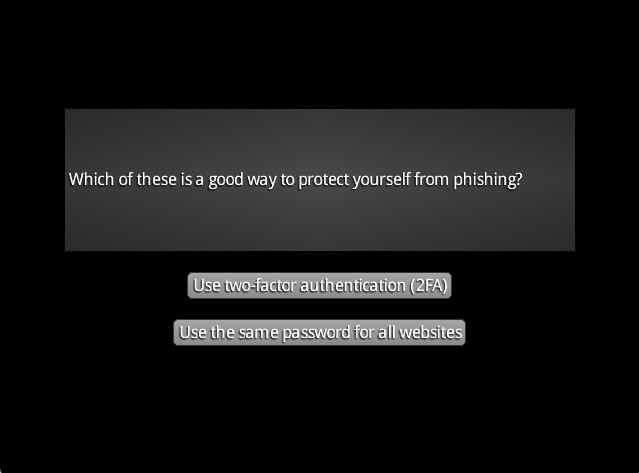 Which of these is a good way to protect yourself from phishing?
Use two-factor authentication (2FA)
Use the same password for all websites